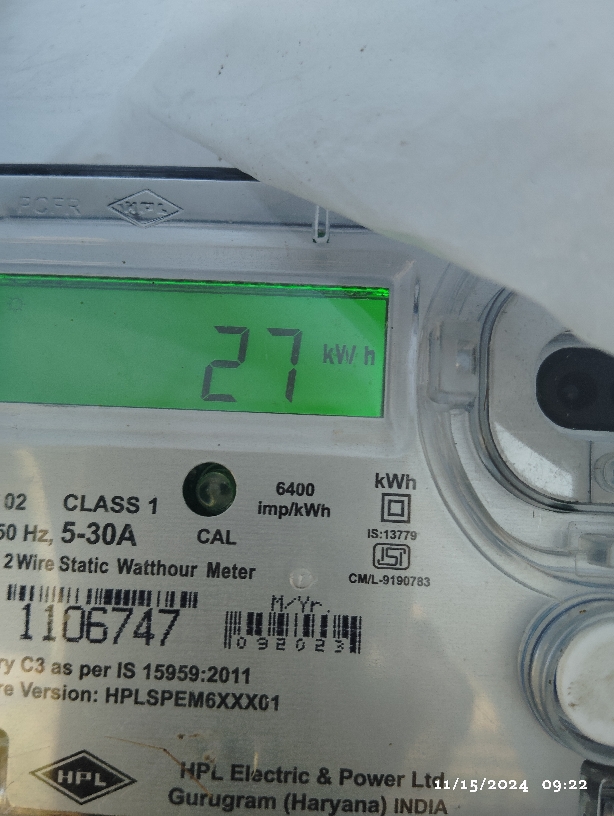 HPL
27 kW h
02 CLASS 1
6400
imp/kWh
kWh
50 Hz, 5-30A
CAL
IS:13779
ISI
CM/L-9190783
2 Wire Static Watthour Meter
M/Yr.
1106747
092023
ry C3 as per IS 15959:2011
re Version: HPLSPEM6XXX01
HPL
HPL Electric & Power Ltd
Gurugram (Haryana) INDIA
11/15/2024 09:22